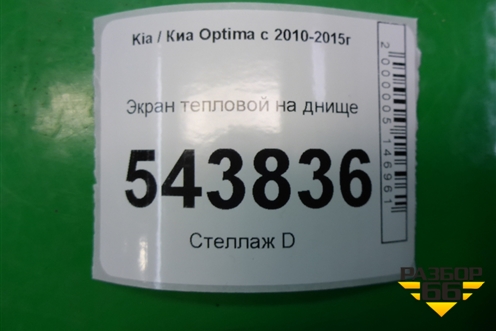 Kia / Киа Optima с 2010-2015г
Экран тепловой на днище
543836
Стеллаж D
2000005146961
РАЗБОР
66